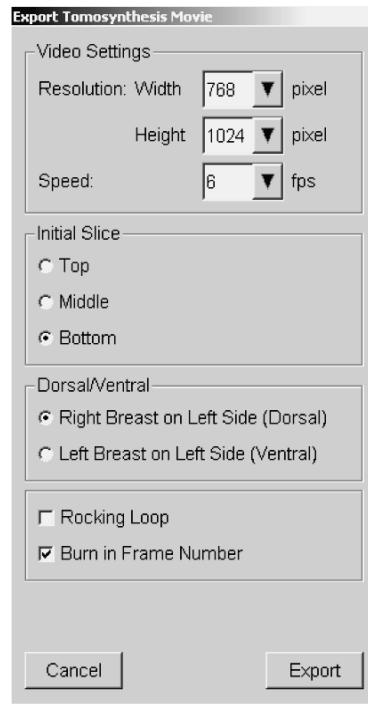 Export Tomosynthesis Movie
Video Settings
Resolution: Width 768 pixel
Height 1024 pixel
Speed: 6 fps
Initial Slice
Top
Middle
Bottom
Dorsal/Ventral
Right Breast on Left Side (Dorsal)
Left Breast on Left Side (Ventral)
Rocking Loop
Burn in Frame Number
Cancel Export